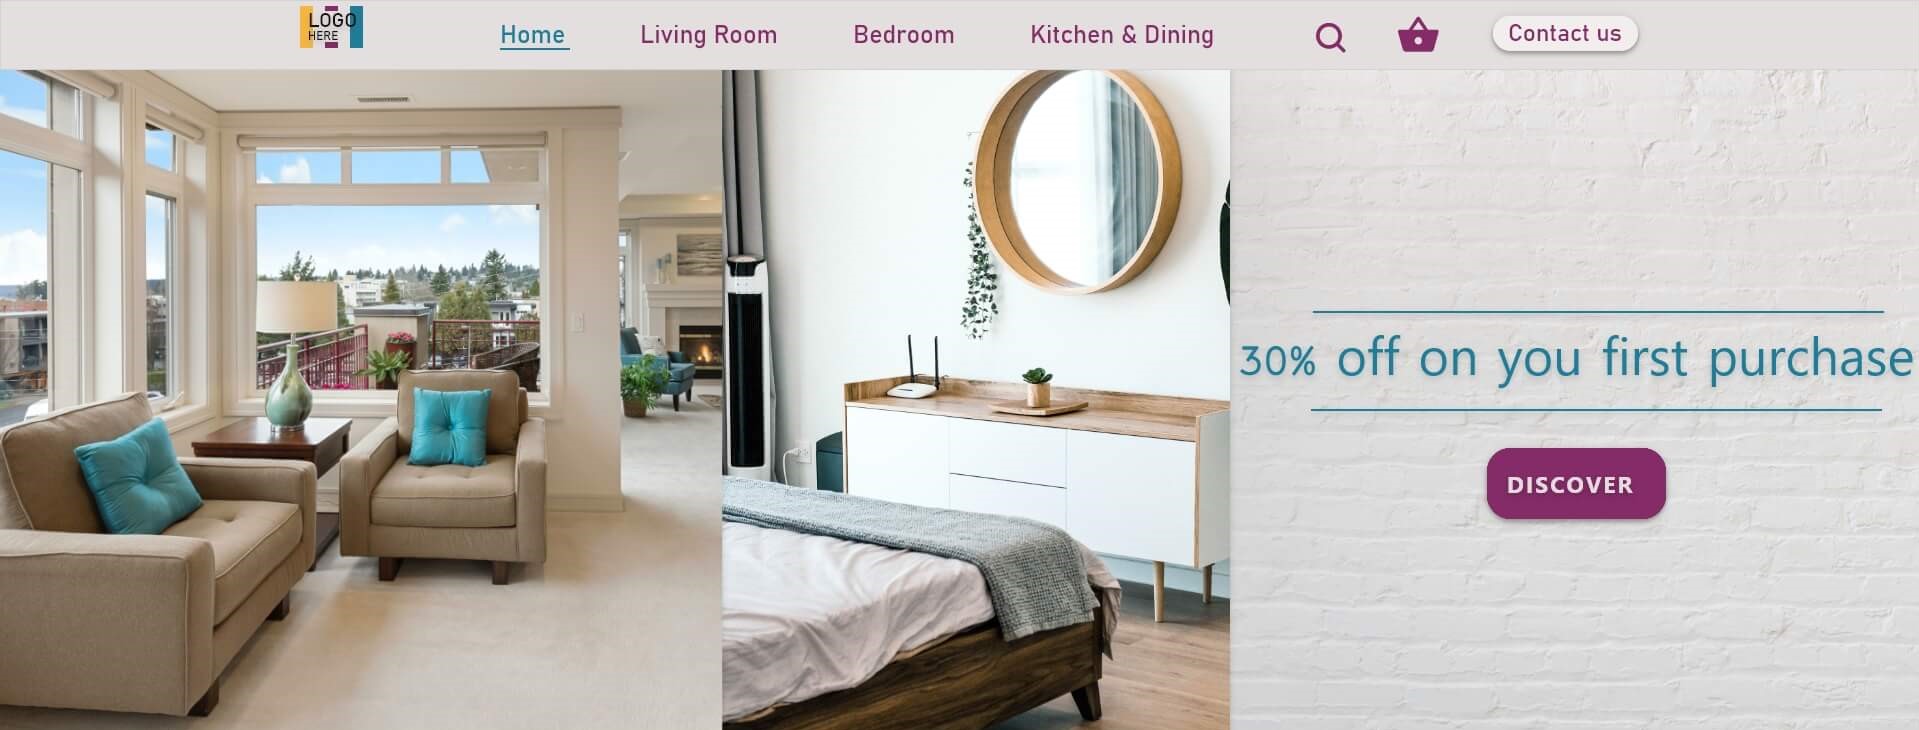 LOGO
HERE
Home
Living Room
Bedroom
Kitchen & Dining
Contact us
30% off on you first purchase
DISCOVER